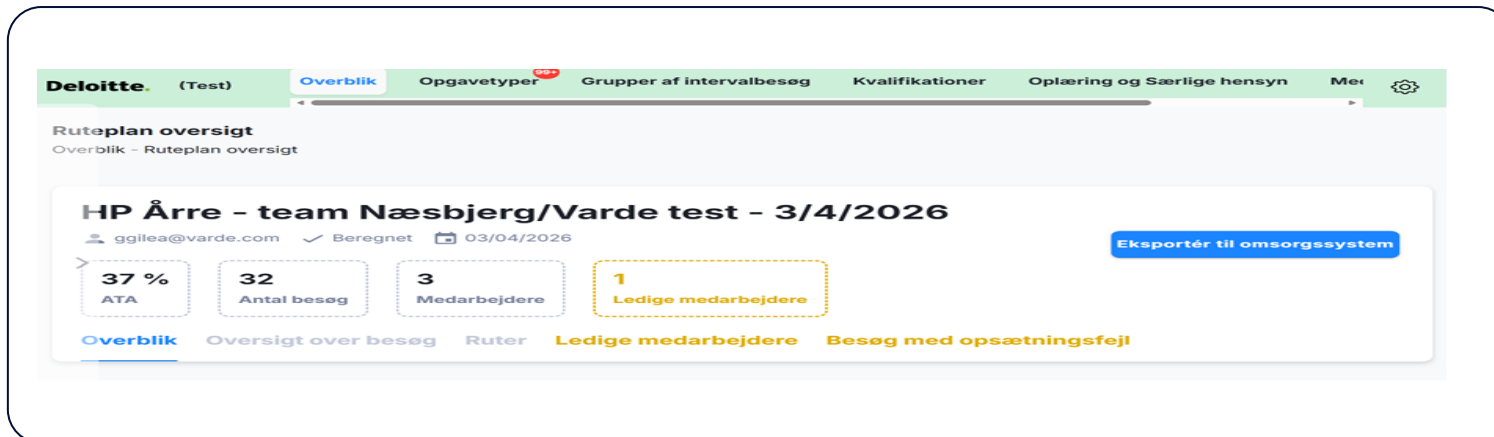 Deloitte. (Test) Overblik Opgavetyper 99+ Grupper af intervalbesøg Kvalifikationer Oplæring og Særlige hensyn
Ruteplan oversigt
Overblik - Ruteplan oversigt
HP Årre - team Næsbjerg/Varde test - 3/4/2026
ggilea@varde.com Beregnet 03/04/2026
Eksportér til omsorgssystem
37 % 32 3 1
ATA Antal besøg Medarbejdere Ledige medarbejdere
Overblik Oversigt over besøg Ruter Ledige medarbejdere Besøg med opsætningsfejl